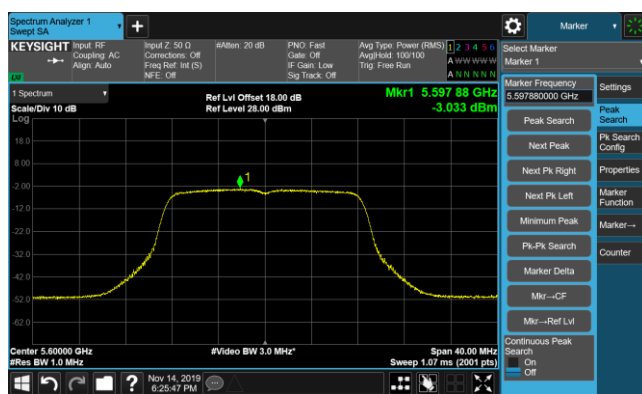 Spectrum Analyzer 1
Swept SA
Marker
KEYSIGHT
Input: RF
Coupling: AC
Align: Auto
Input Z: 50 Ω
Corrections: Off
Freq Ref: Int (S)
NFE: Off
#Atten: 20 dB
PNO: Fast
Gate: Off
IF Gain: Low
Sig Track: Off
Avg Type: Power (RMS)
Avg|Hold: 100/100
Trig: Free Run
1 2 3 4 5 6
A W W W W W
A N N N N N
LXI
Select Marker
Marker 1
1 Spectrum
Scale/Div 10 dB
Log
Ref Lvl Offset 18.00 dB
Ref Level 28.00 dBm
Mkr1 5.597 88 GHz
-3.033 dBm
18.0
8.00
-2.00
-12.0
-22.0
-32.0
-42.0
-52.0
-62.0
1
Center 5.60000 GHz
#Res BW 1.0 MHz
#Video BW 3.0 MHz*
Span 40.00 MHz
Sweep 1.07 ms (2001 pts)
Marker Frequency
5.597880000 GHz
Peak Search
Next Peak
Next Pk Right
Next Pk Left
Minimum Peak
Pk-Pk Search
Marker Delta
Mkr→CF
Mkr→Ref Lvl
Continuous Peak
Search
On
Off
Settings
Peak
Search
Pk Search
Config
Properties
Marker
Function
Marker→
Counter
?
Nov 14, 2019
6:25:47 PM